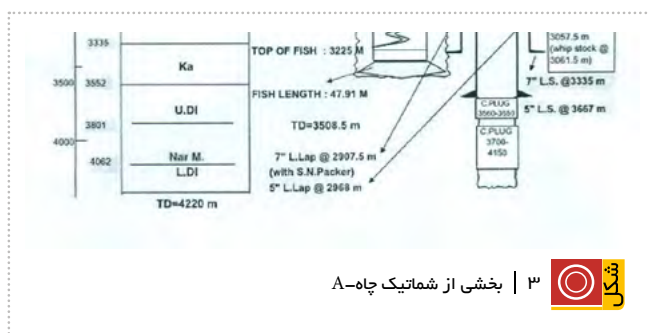 3057.5 m
(whip stock @
3061.5 m)
3335
TOP OF FISH : 3225 M
Ka
7" L.S. @3335 m
3500
3552
FISH LENGTH : 47.91 M
C.PLUG
3560-3550
5" L.S. @ 3667 m
U.DI
3801
TD=3508.5 m
C.PLUG
3700-
4150
4000
4062
Nar M.
L.DI
7" L.Lap @ 2907.5 m
(with S.N.Packer)
5" L.Lap @ 2968 m
TD=4220 m
شکل
۳ | بخشی از شماتیک چاه-A